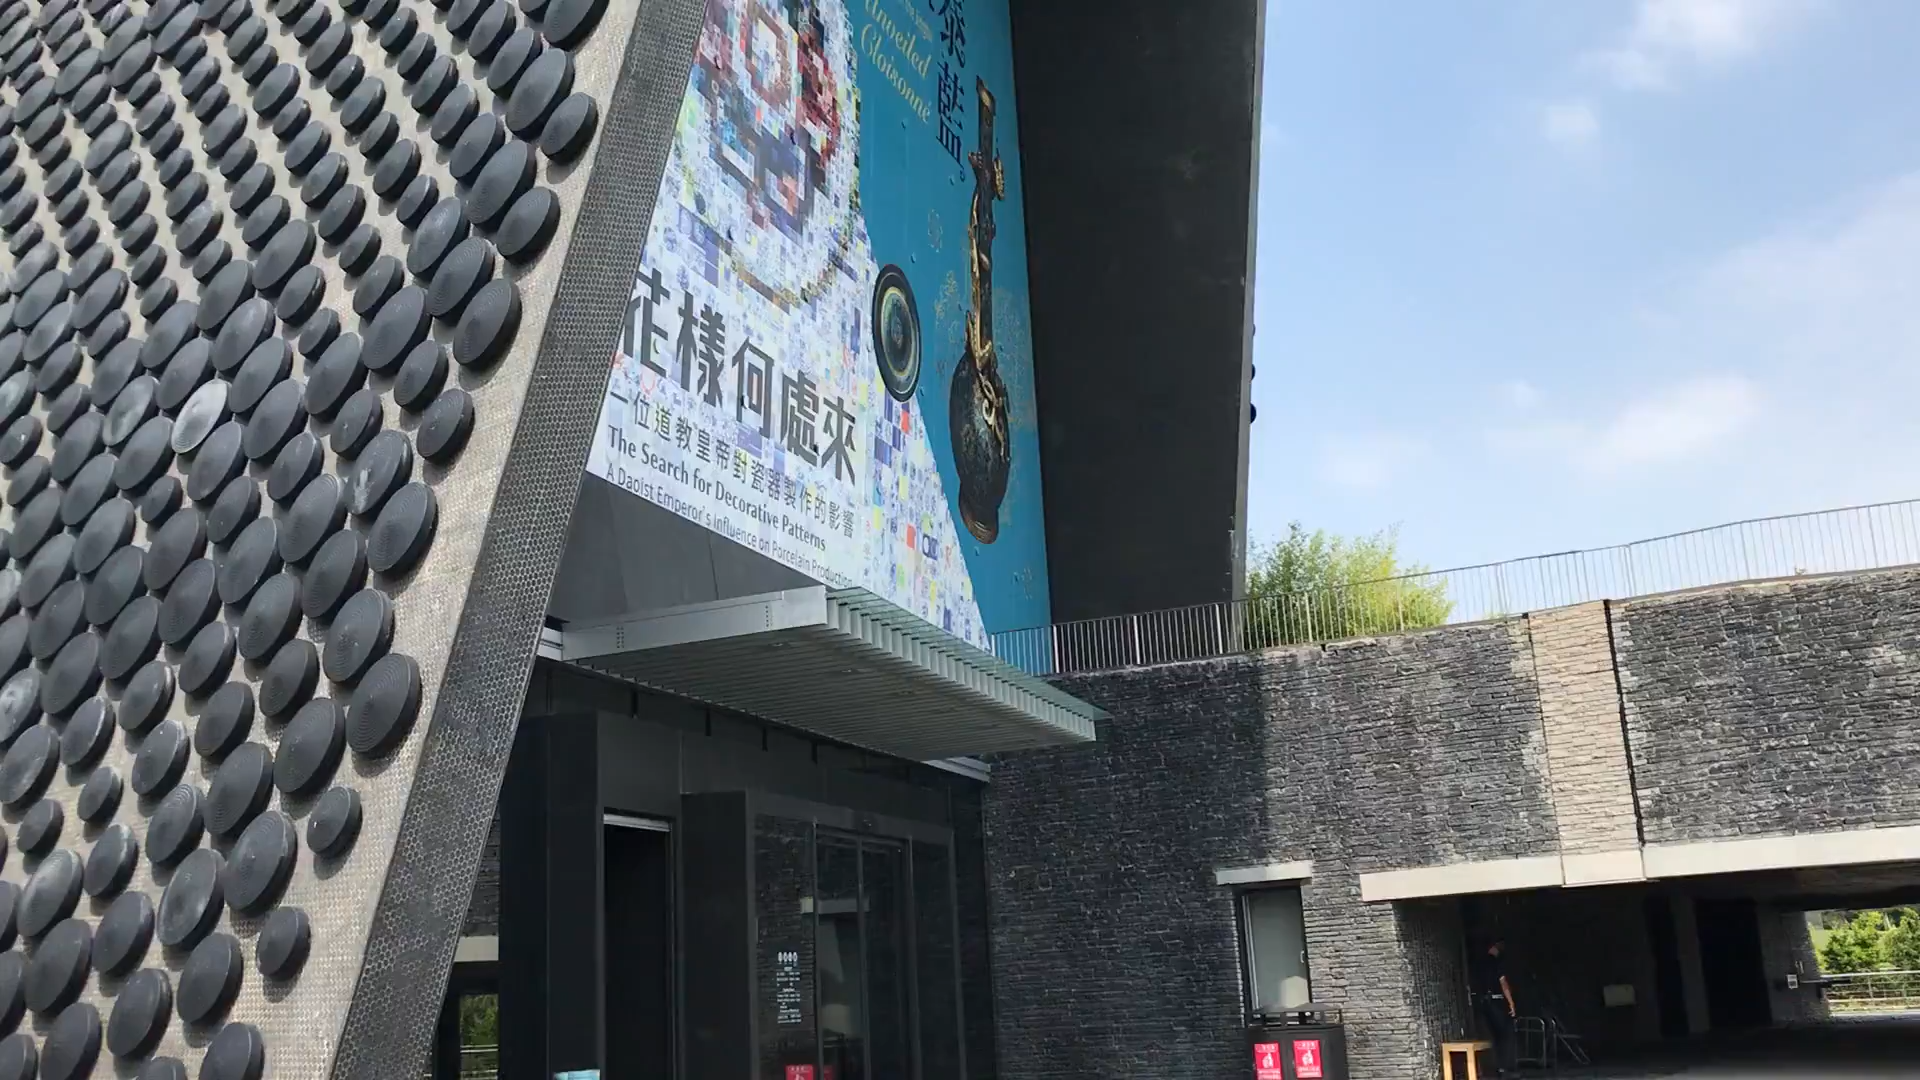 花樣何處來
一位道教皇帝對瓷器製作的影響
The Search for Decorative Patterns
A Daoist Emperor's Influence on Porcelain Production
Unveiled
Cloisonné
藍。